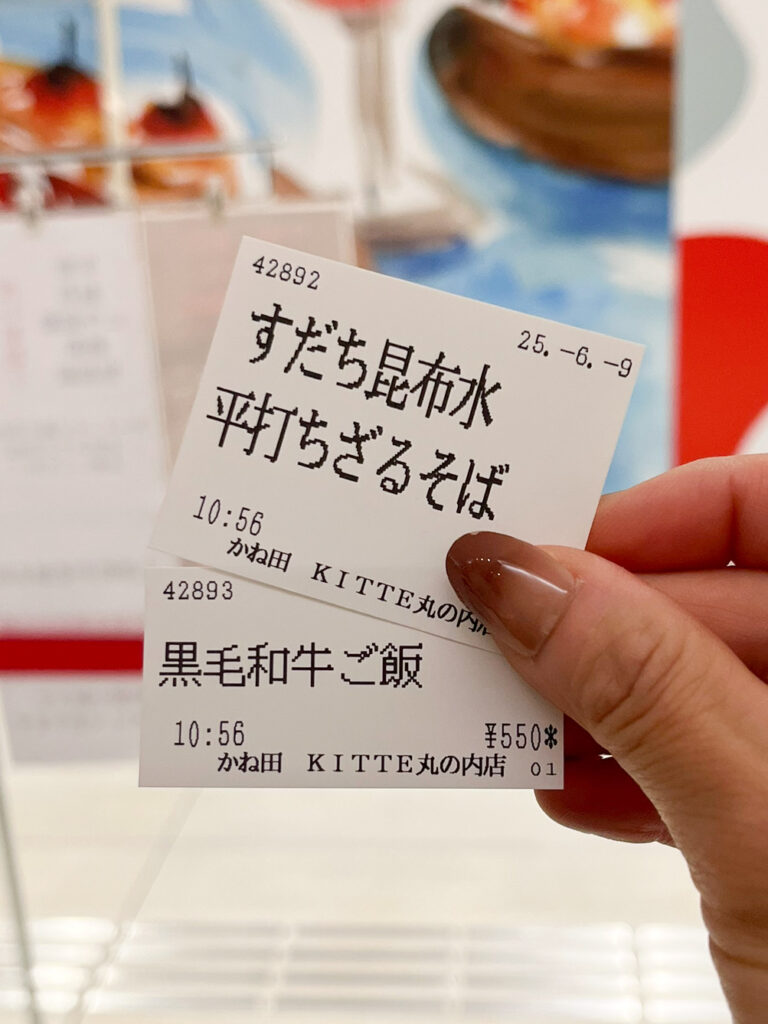 42892
25.-6.-9
すだち昆布水
平打ちざるそば
10:56
かね田 KITTE丸の内店
42893
黒毛和牛ご飯
10:56
¥550*
かね田 KITTE丸の内店 01